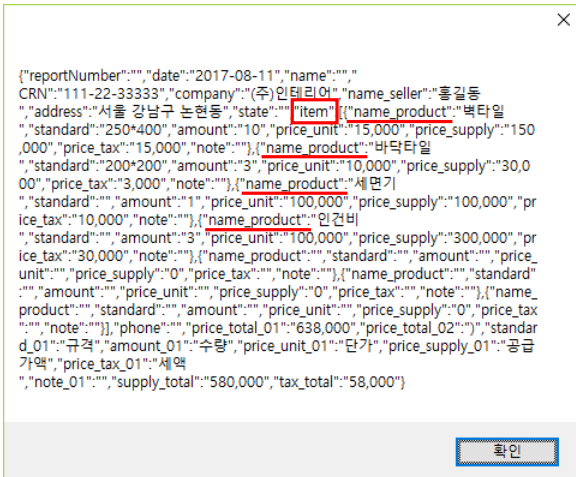 {"reportNumber":"","date":"2017-08-11","name":"","
CRN":"111-22-33333","company":"(주)인테리어","name_seller":"홍길동
","address":"서울 강남구 논현동","state":"","item":[{"name_product":"벽타일
","standard":"250*400","amount":"10","price_unit":"15,000","price_supply":"150
,000","price_tax":"15,000","note":""},{"name_product":"바닥타일
","standard":"200*200","amount":"3","price_unit":"10,000","price_supply":"30,0
00","price_tax":"3,000","note":""},{"name_product":"세면기
","standard":"","amount":"1","price_unit":"100,000","price_supply":"100,000","pr
ice_tax":"10,000","note":""},{"name_product":"인건비
","standard":"","amount":"3","price_unit":"100,000","price_supply":"300,000","pr
ice_tax":"30,000","note":""},{"name_product":"","standard":"","amount":"","price_
unit":"","price_supply":"0","price_tax":"","note":""},{"name_product":"","standard"
:"","amount":"","price_unit":"","price_supply":"0","price_tax":"","note":""},{"name_
product":"","standard":"","amount":"","price_unit":"","price_supply":"0","price_tax
":"","note":""}],"phone":"","price_total_01":"638,000","price_total_02":")","standar
d_01":"규격","amount_01":"수량","price_unit_01":"단가","price_supply_01":"공급
가액","price_tax_01":"세액
","note_01":"","supply_total":"580,000","tax_total":"58,000"}
확인